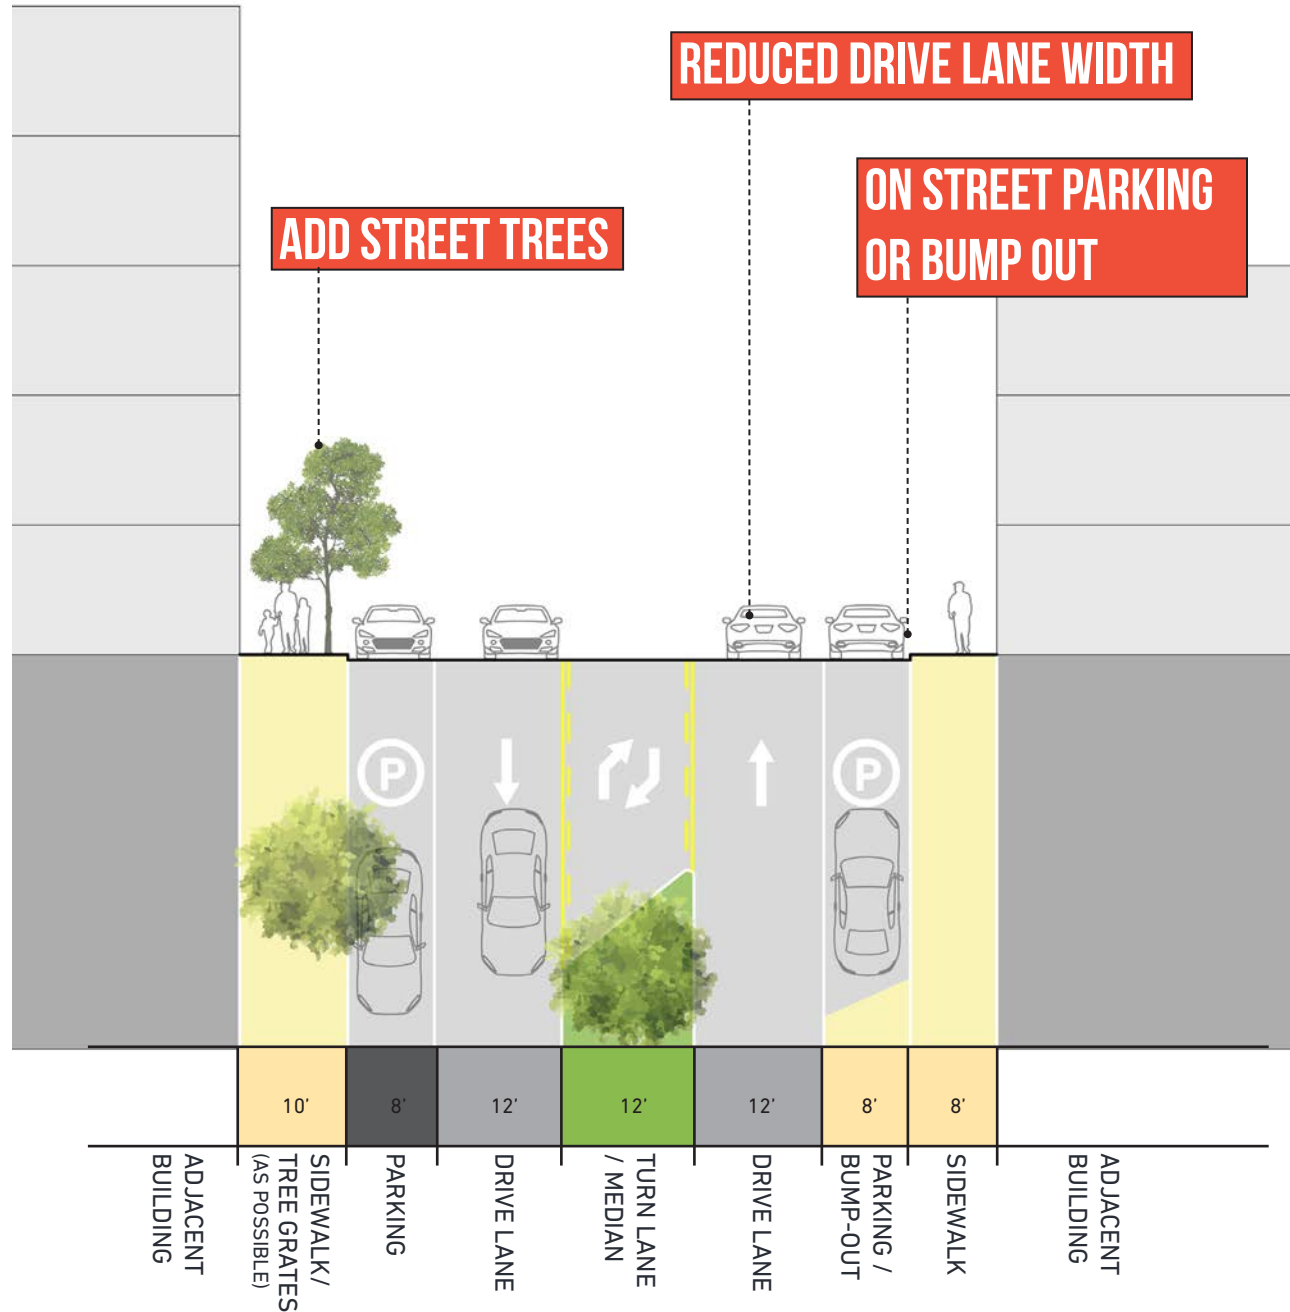 REDUCED DRIVE LANE WIDTH
ON STREET PARKING
OR BUMP OUT
ADD STREET TREES
P
P
10'
8'
12'
12'
12'
8'
8'
ADJACENT
BUILDING
SIDEWALK/
TREE GRATES
(AS POSSIBLE)
PARKING
DRIVE LANE
TURN LANE
/ MEDIAN
DRIVE LANE
PARKING /
BUMP-OUT
SIDEWALK
ADJACENT
BUILDING